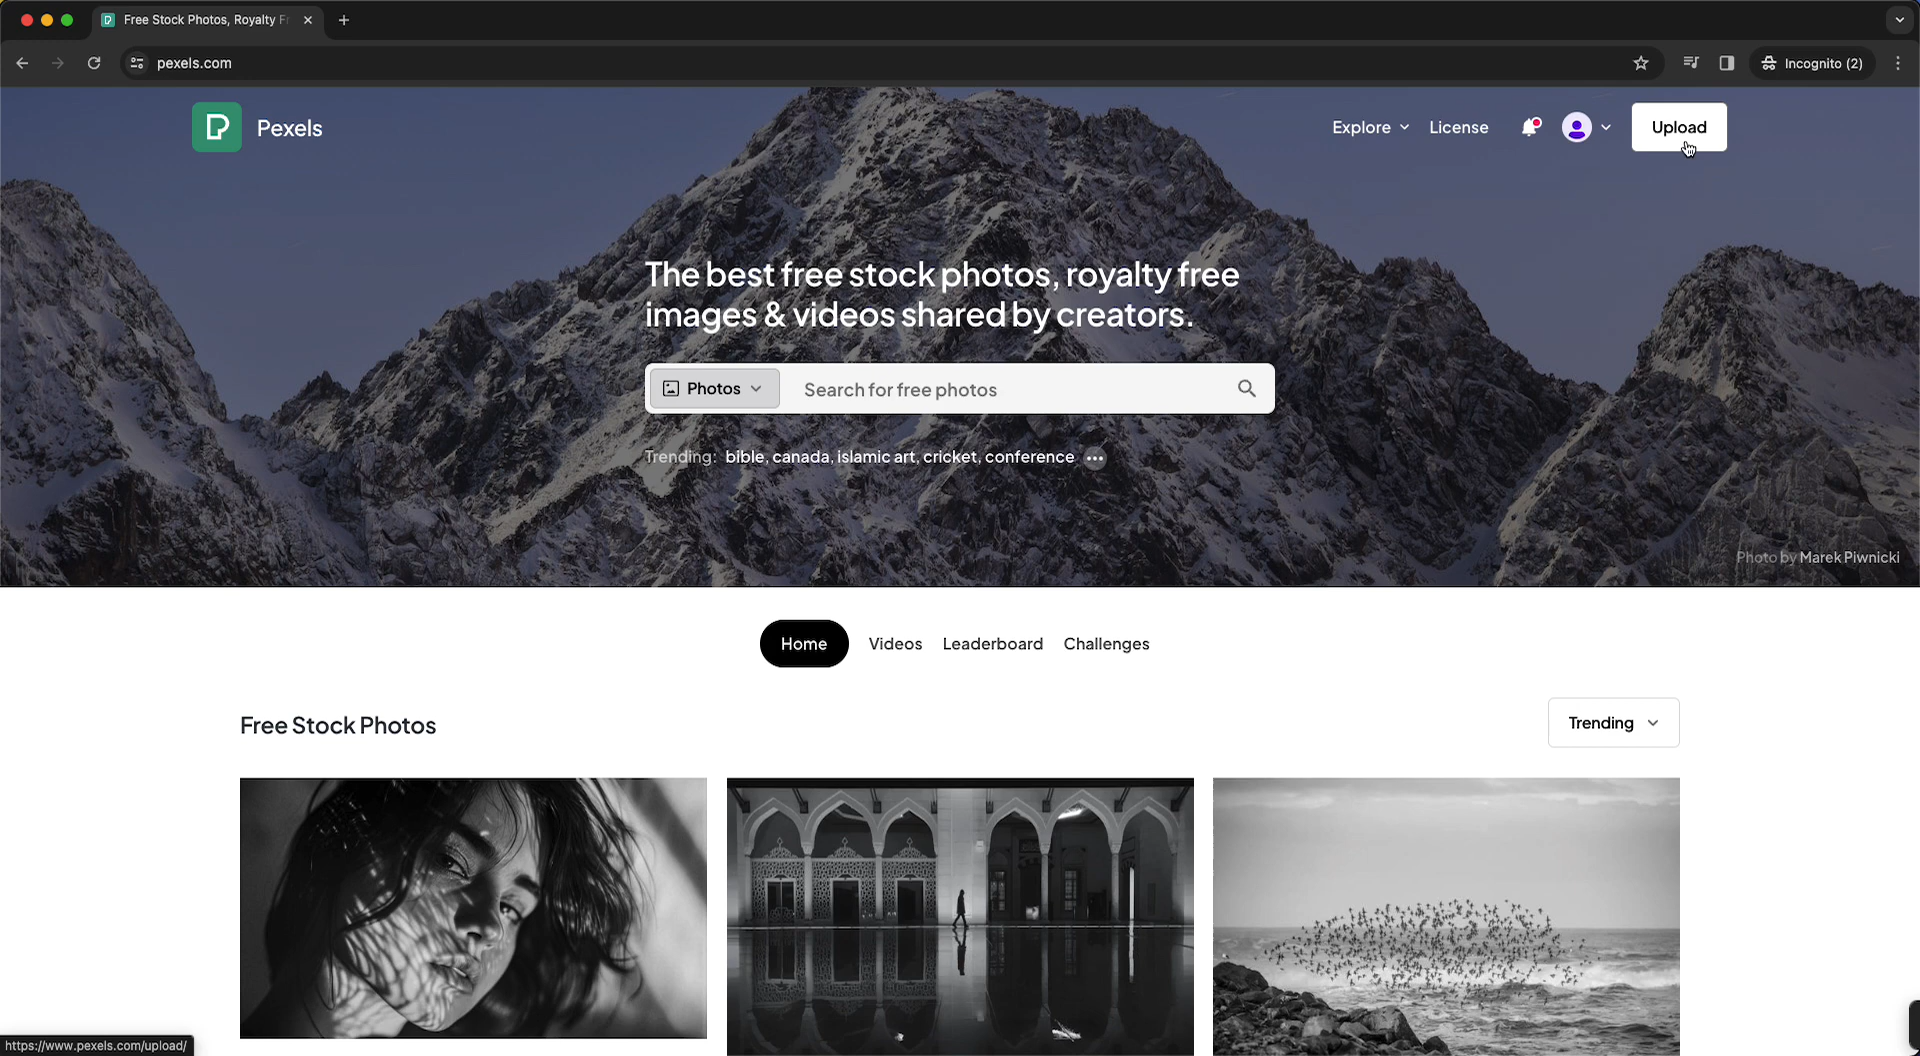 Free Stock Photos, Royalty F
pexels.com
Incognito (2)
Pexels
Explore
License
Upload
The best free stock photos, royalty free
images & videos shared by creators.
Photos
Search for free photos
Trending: bible, canada, islamic art, cricket, conference
Photo by Marek Piwnicki
Home
Videos
Leaderboard
Challenges
Free Stock Photos
Trending
https://www.pexels.com/upload/